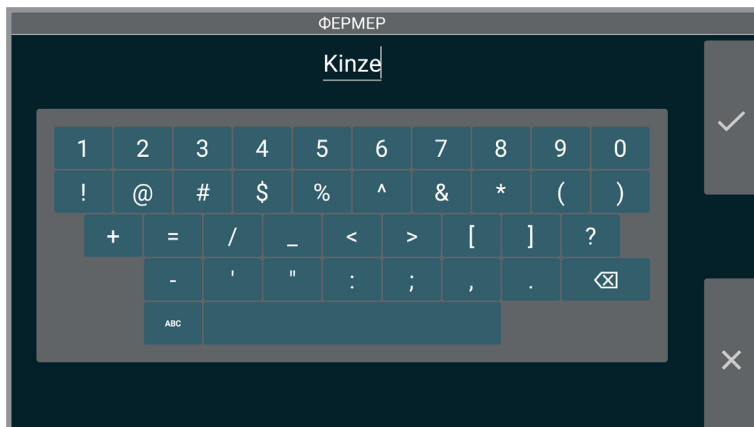 ФЕРМЕР
Kinze
1 2 3 4 5 6 7 8 9 0
! @ # $ % ^ & * ( )
+ = / _ < > [ ] ?
- ' " : ; , .
ABC